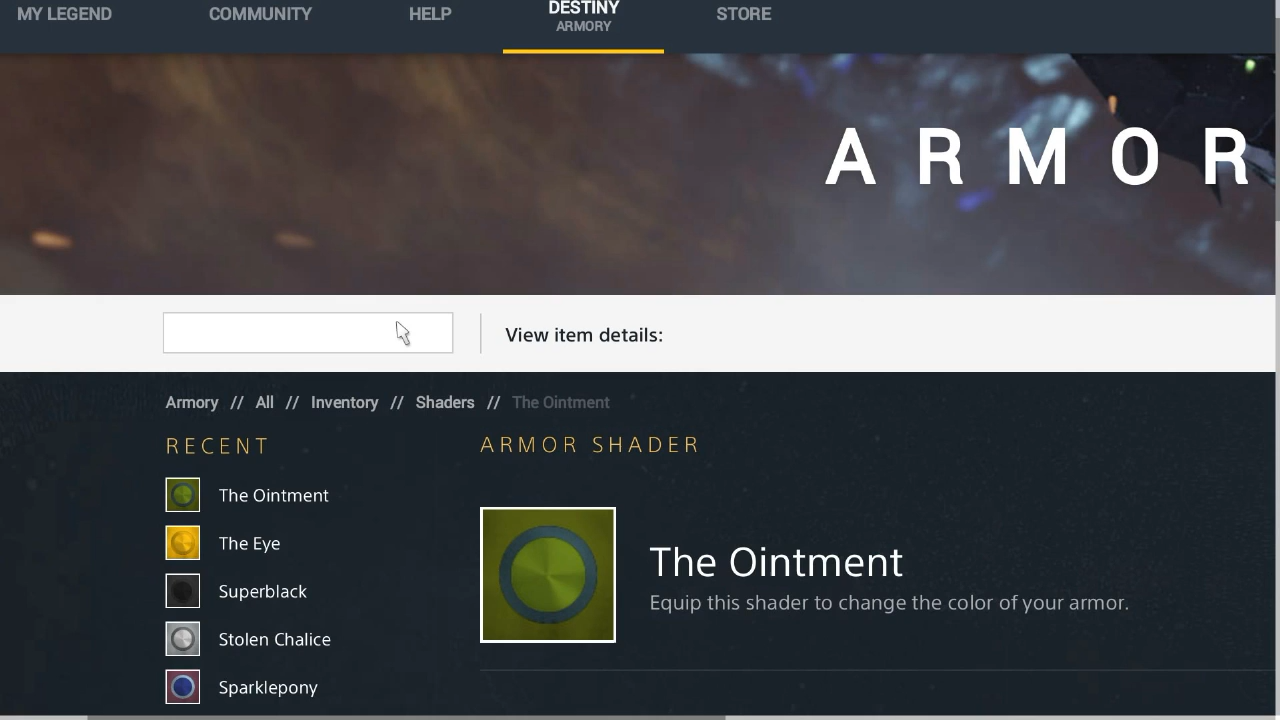 MY LEGEND COMMUNITY HELP DESTINY STORE
ARMORY
ARMOR
View item details:
Armory // All // Inventory // Shaders // The Ointment
RECENT
ARMOR SHADER
The Ointment
The Eye
Superblack
Stolen Chalice
Sparklepony
The Ointment
Equip this shader to change the color of your armor.